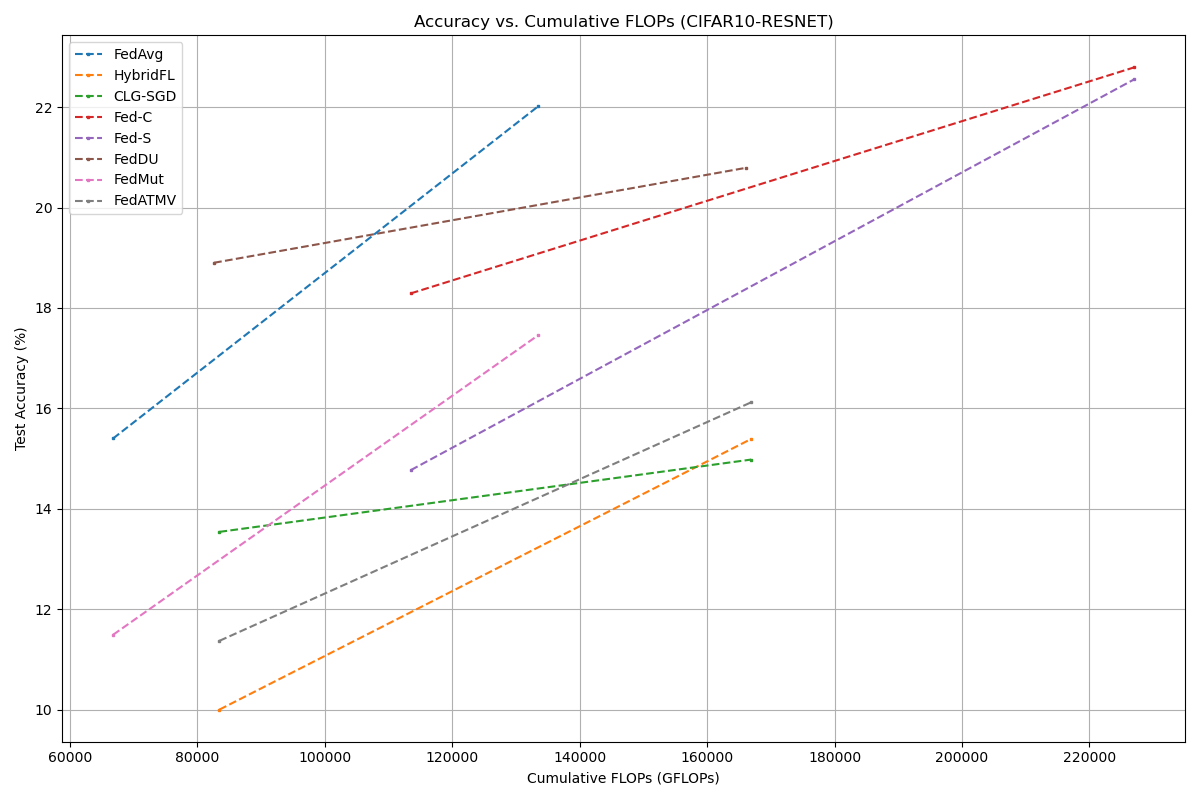 Accuracy vs. Cumulative FLOPs (CIFAR10-RESNET)
FedAvg
HybridFL
CLG-SGD
Fed-C
Fed-S
FedDU
FedMut
FedATMV
Test Accuracy (%)
22
20
18
16
14
12
10
60000 80000 100000 120000 140000 160000 180000 200000 220000
Cumulative FLOPs (GFLOPs)